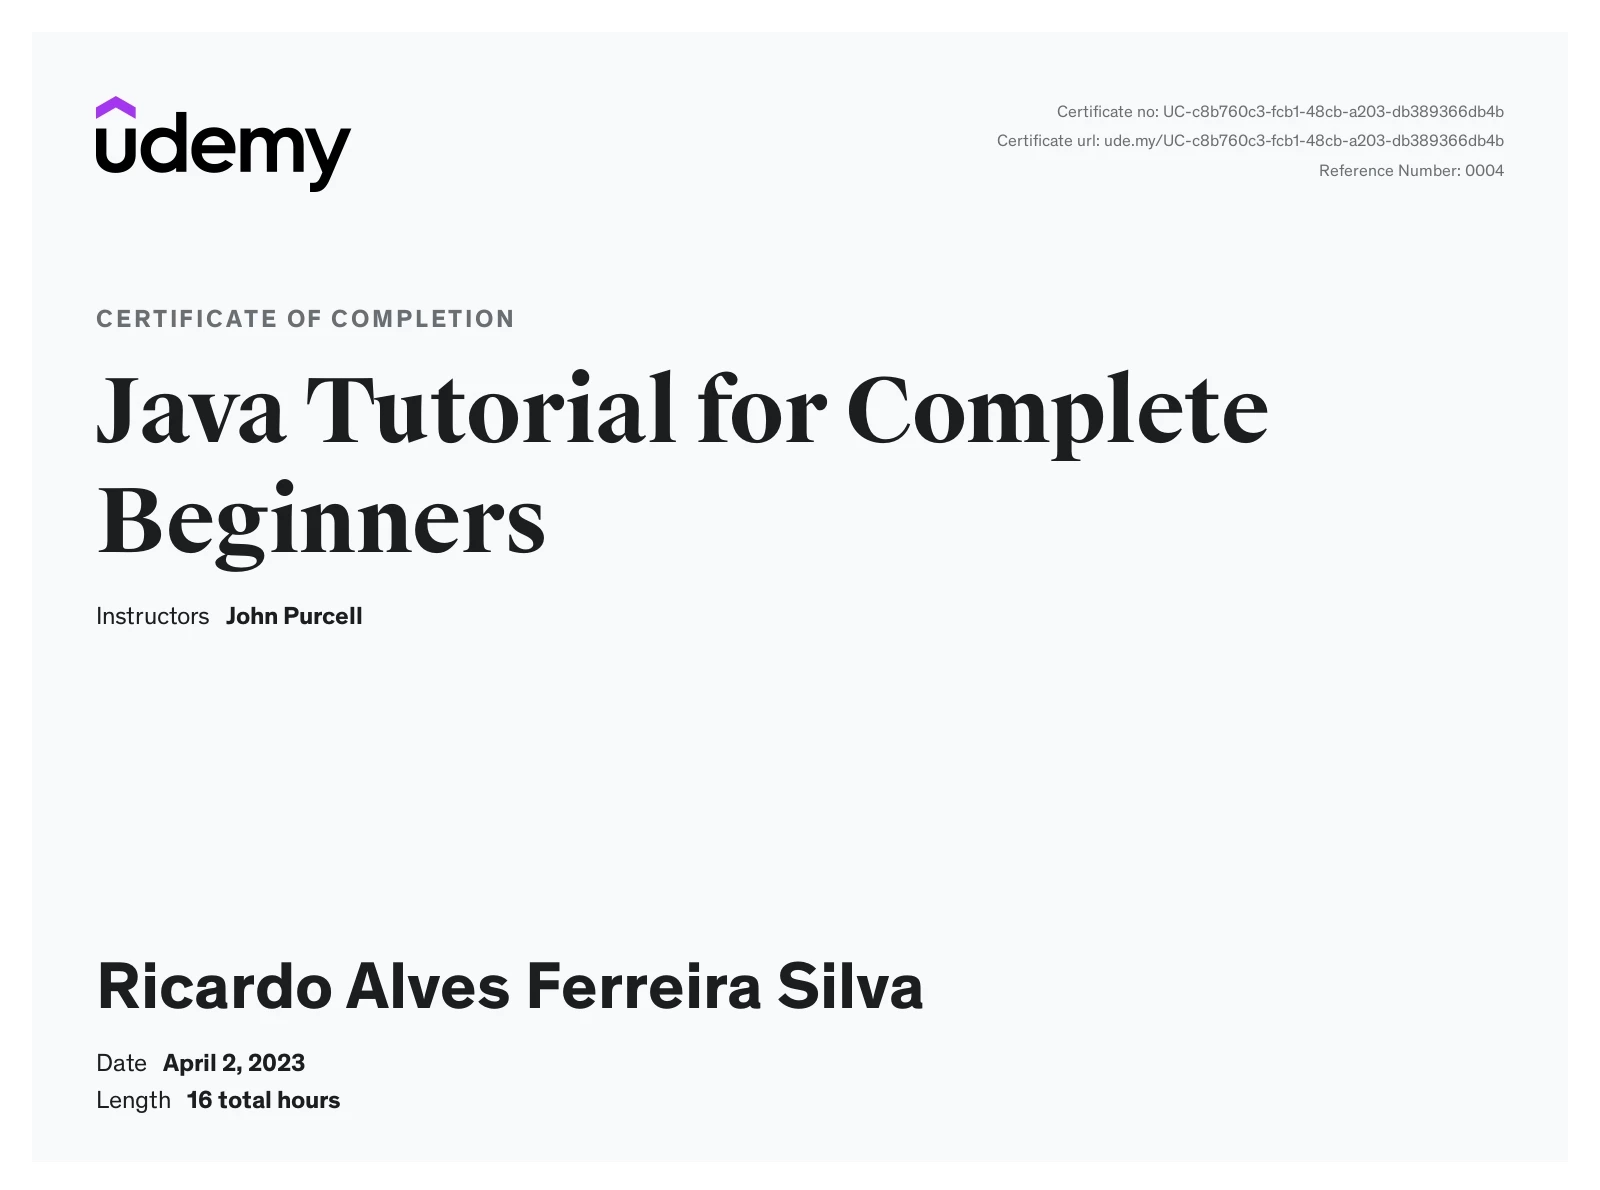 udemy
Certificate no: UC-c8b760c3-fcb1-48cb-a203-db389366db4b
Certificate url: ude.my/UC-c8b760c3-fcb1-48cb-a203-db389366db4b
Reference Number: 0004
CERTIFICATE OF COMPLETION
Java Tutorial for Complete
Beginners
Instructors John Purcell
Ricardo Alves Ferreira Silva
Date April 2, 2023
Length 16 total hours